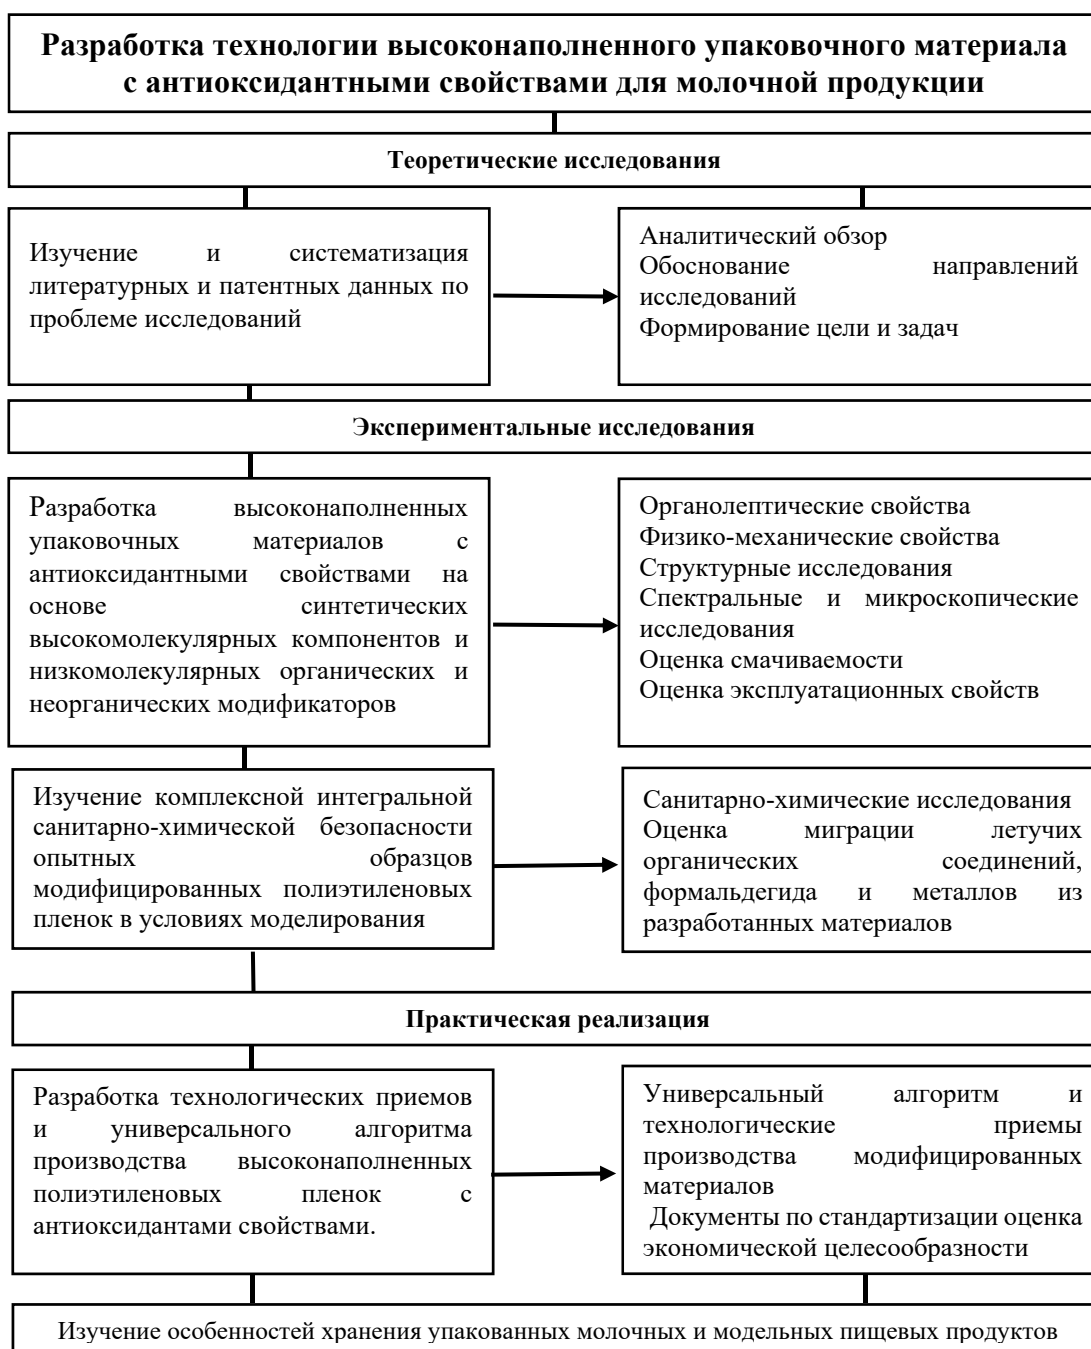 Разработка технологии высоконаполненного упаковочного материала
с антиоксидантными свойствами для молочной продукции
Теоретические исследования
Изучение и систематизация
литературных и патентных данных по
проблеме исследований
Аналитический обзор
Обоснование направлений
исследований
Формирование цели и задач
Экспериментальные исследования
Разработка высоконаполненных
упаковочных материалов с
антиоксидантными свойствами на
основе синтетических
высокомолекулярных компонентов и
низкомолекулярных органических и
неорганических модификаторов
Органолептические свойства
Физико-механические свойства
Структурные исследования
Спектральные и микроскопические
исследования
Оценка смачиваемости
Оценка эксплуатационных свойств
Изучение комплексной интегральной
санитарно-химической безопасности
опытных образцов
модифицированных полиэтиленовых
пленок в условиях моделирования
Санитарно-химические исследования
Оценка миграции летучих
органических соединений,
формальдегида и металлов из
разработанных материалов
Практическая реализация
Разработка технологических приемов
и универсального алгоритма
производства высоконаполненных
полиэтиленовых пленок с
антиоксидантами свойствами.
Универсальный алгоритм и
технологические приемы
производства модифицированных
материалов
Документы по стандартизации оценка
экономической целесообразности
Изучение особенностей хранения упакованных молочных и модельных пищевых продуктов